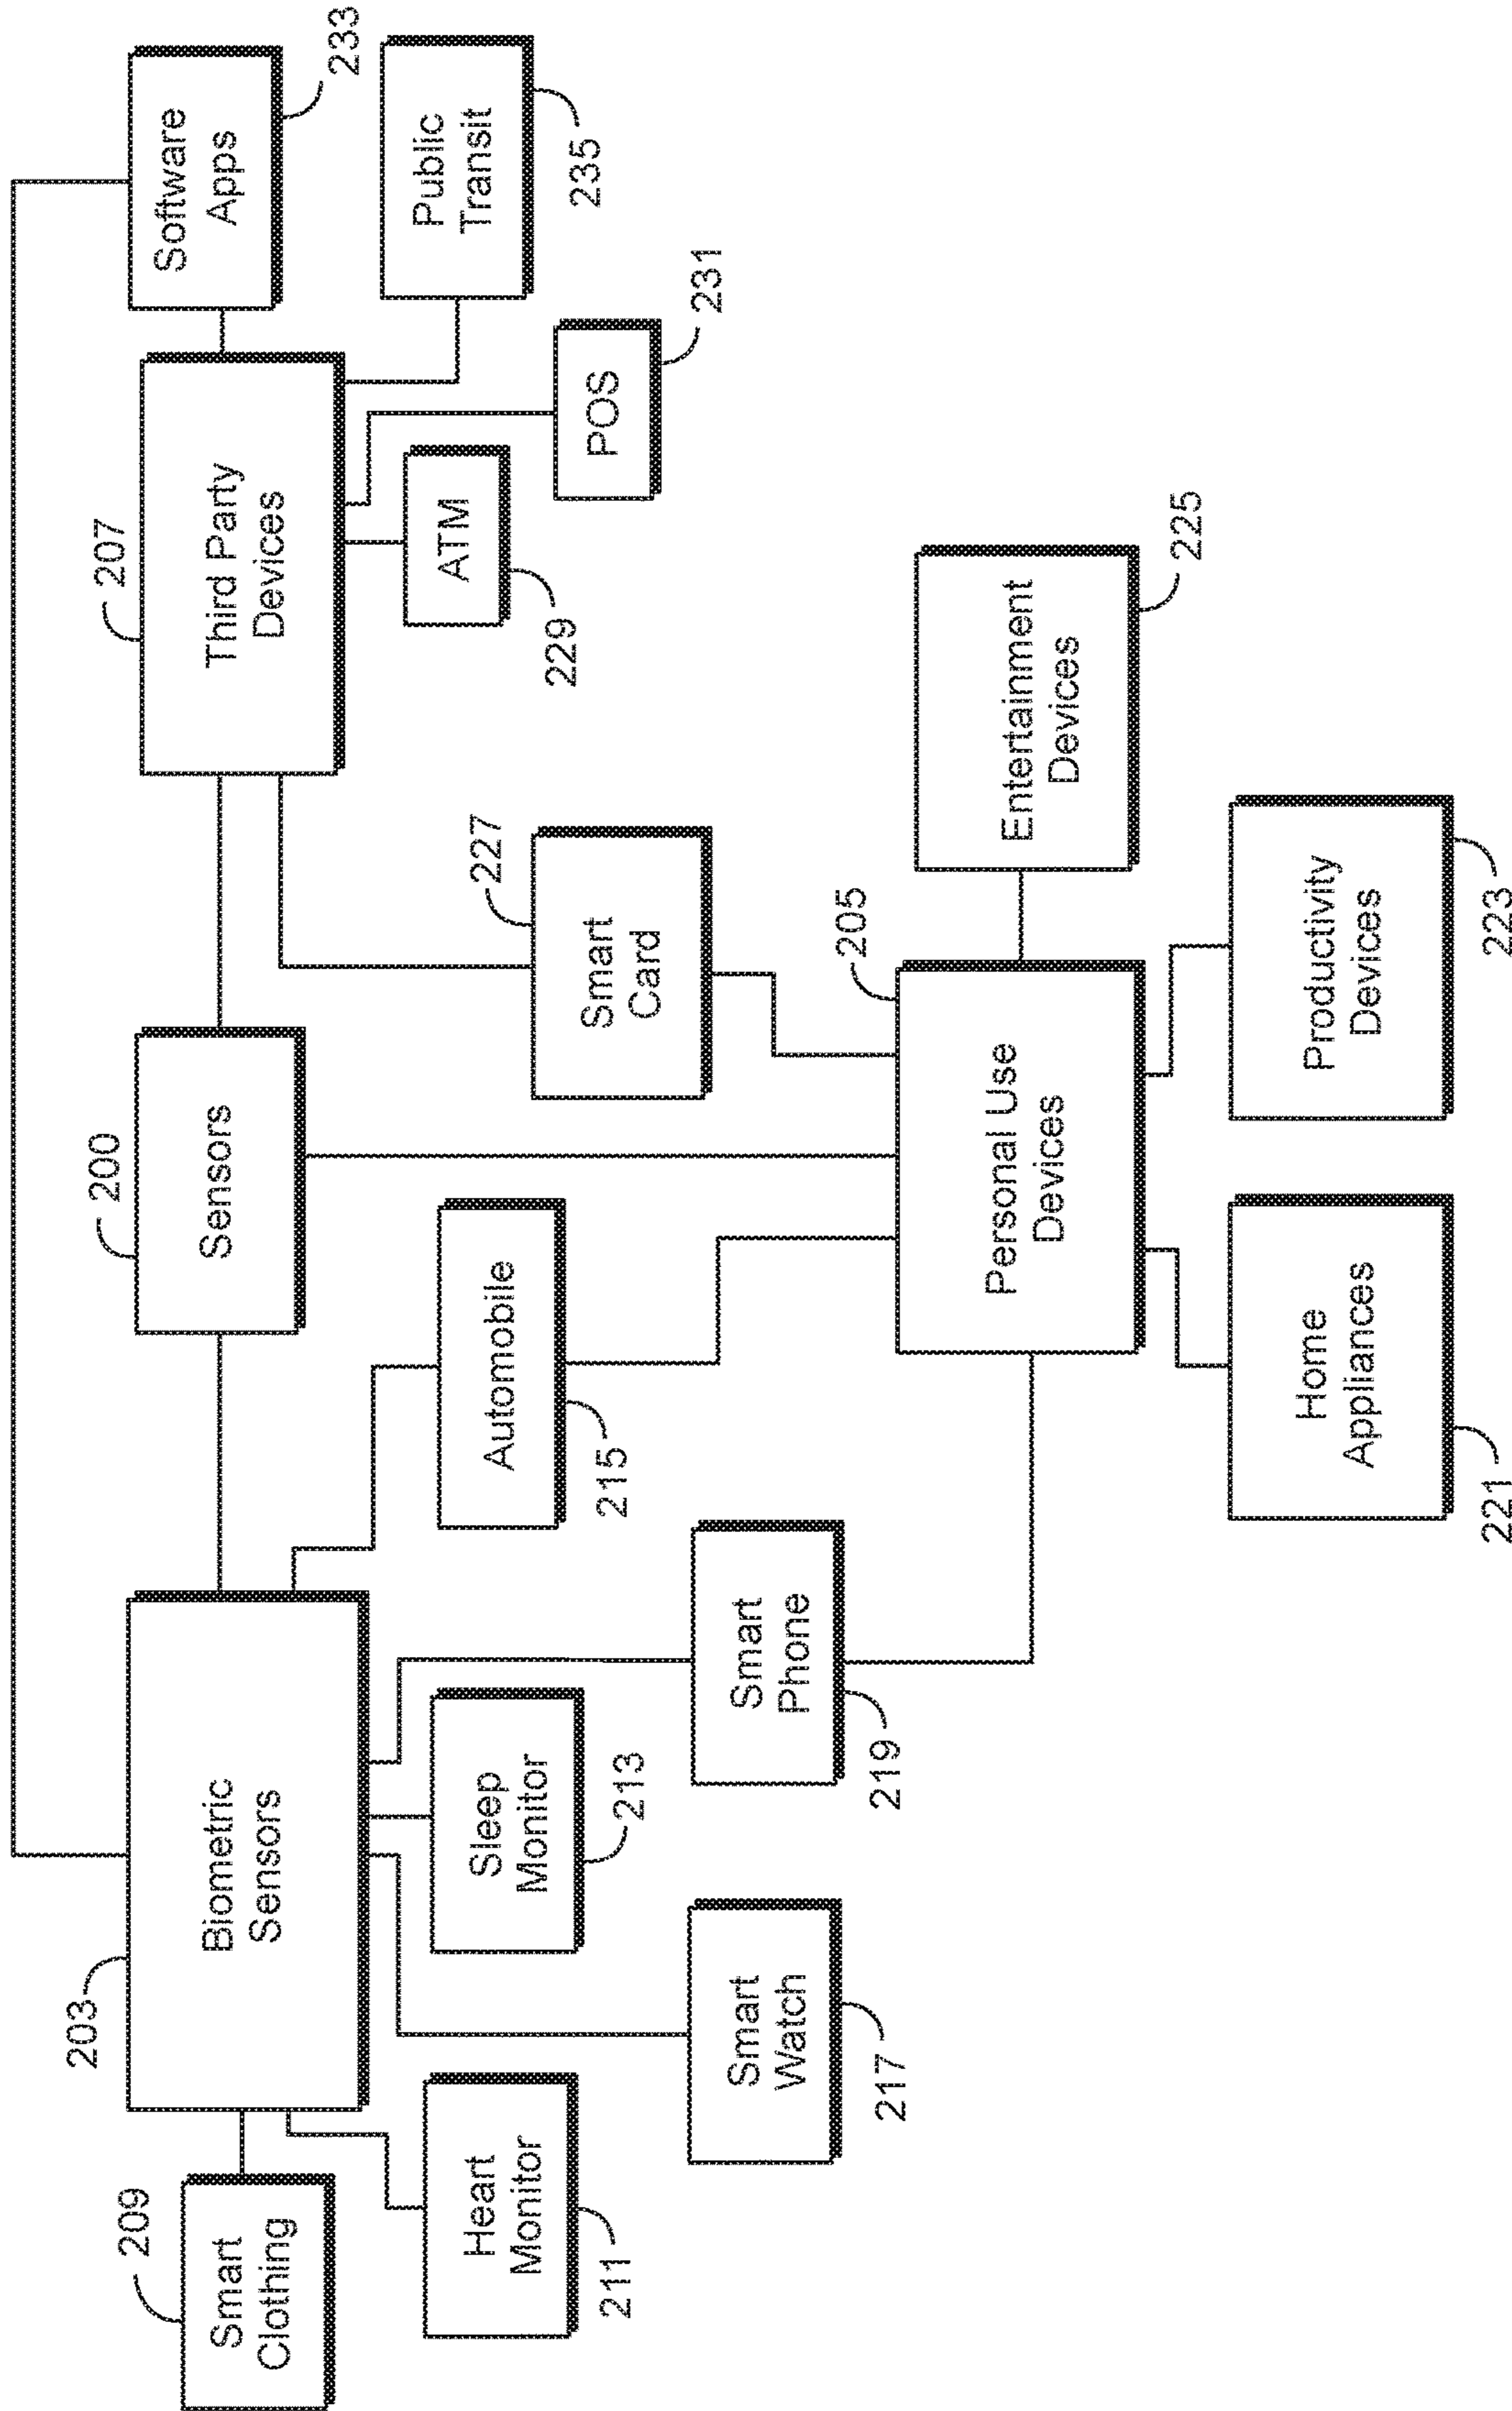 203
Biometric
Sensors
200
Sensors
207
Third Party
Devices
Software
Apps
233
209
Smart
Clothing
Heart
Monitor
211
Sleep
Monitor
213
Automobile
215
ATM
229
POS
231
Public
Transit
235
Smart
Watch
217
Smart
Phone
219
227
Smart
Card
205
Personal Use
Devices
Entertainment
Devices
225
Home
Appliances
221
Productivity
Devices
223